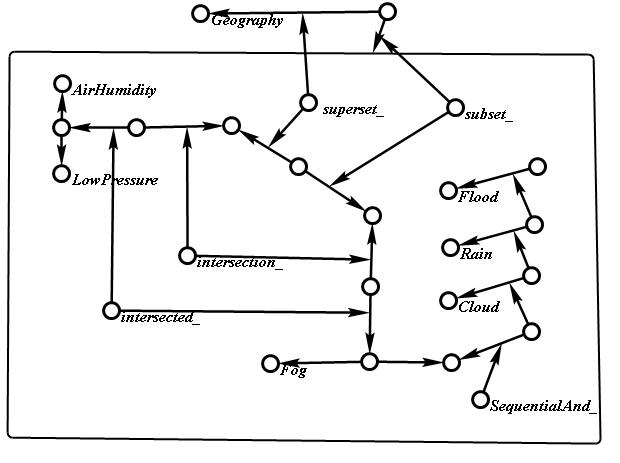 Geography
AirHumidity
superset_
subset_
LowPressure
Flood
Rain
intersection_
Cloud
intersected_
Fog
SequentialAnd_